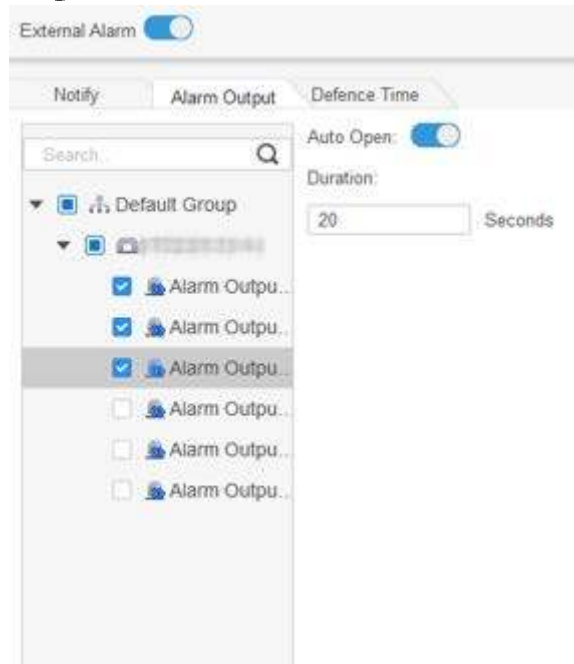 External Alarm
Notify
Alarm Output
Defence Time
Search...
Auto Open:
Duration:
20
Seconds
Default Group
Alarm Outpu...
Alarm Outpu...
Alarm Outpu...
Alarm Outpu...
Alarm Outpu...
Alarm Outpu...